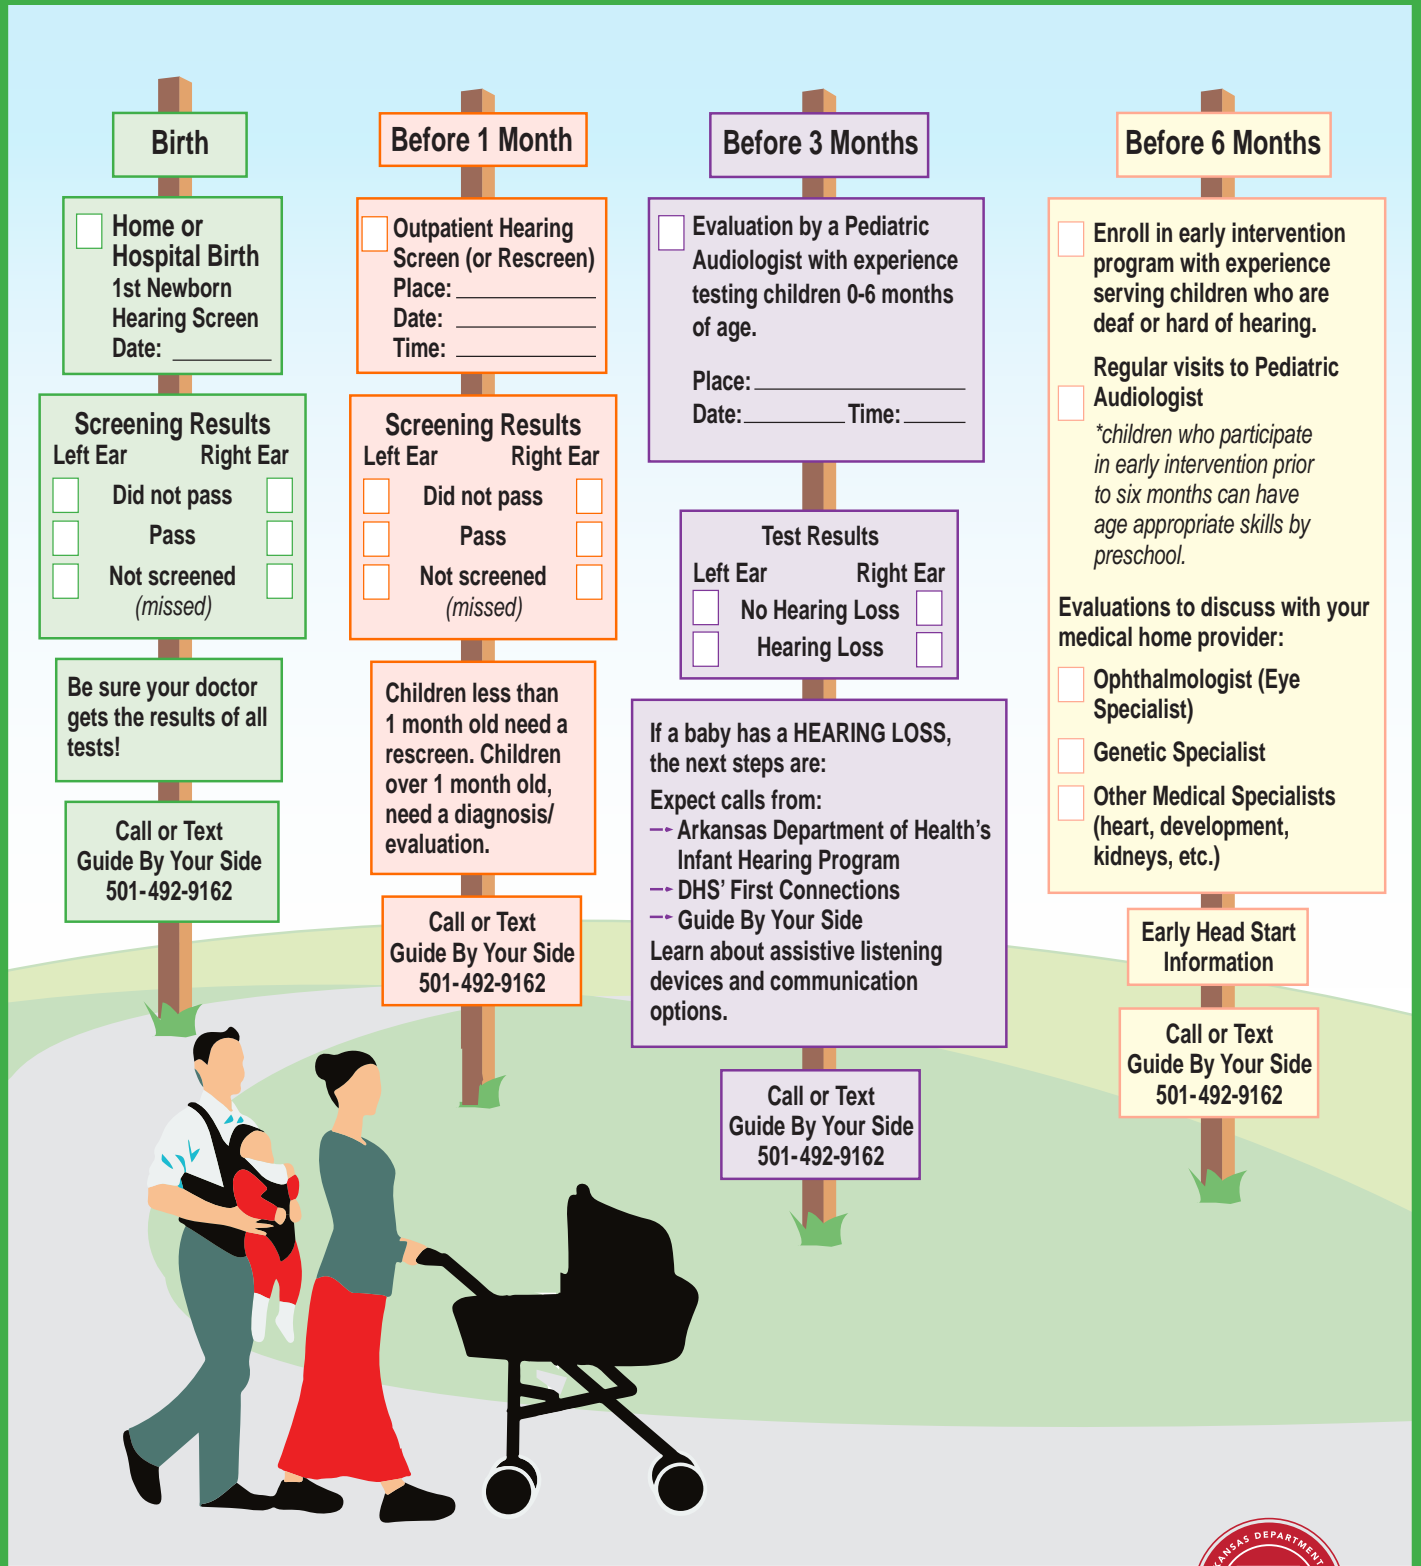 Birth
Home or
Hospital Birth
1st Newborn
Hearing Screen
Date: __________
Screening Results
Left Ear Right Ear
Did not pass
Pass
Not screened
(missed)
Be sure your doctor
gets the results of all
tests!
Call or Text
Guide By Your Side
501-492-9162
Before 1 Month
Outpatient Hearing
Screen (or Rescreen)
Place: __________
Date: __________
Time: __________
Screening Results
Left Ear Right Ear
Did not pass
Pass
Not screened
(missed)
Children less than
1 month old need a
rescreen. Children
over 1 month old,
need a diagnosis/
evaluation.
Call or Text
Guide By Your Side
501-492-9162
Before 3 Months
Evaluation by a Pediatric
Audiologist with experience
testing children 0-6 months
of age.
Place: __________
Date: __________ Time: __________
Test Results
Left Ear Right Ear
No Hearing Loss
Hearing Loss
If a baby has a HEARING LOSS,
the next steps are:
Expect calls from:
Arkansas Department of Health’s
Infant Hearing Program
DHS’ First Connections
Guide By Your Side
Learn about assistive listening
devices and communication
options.
Call or Text
Guide By Your Side
501-492-9162
Before 6 Months
Enroll in early intervention
program with experience
serving children who are
deaf or hard of hearing.
Regular visits to Pediatric
Audiologist
*children who participate
in early intervention prior
to six months can have
age appropriate skills by
preschool.
Evaluations to discuss with your
medical home provider:
Ophthalmologist (Eye
Specialist)
Genetic Specialist
Other Medical Specialists
(heart, development,
kidneys, etc.)
Early Head Start
Information
Call or Text
Guide By Your Side
501-492-9162